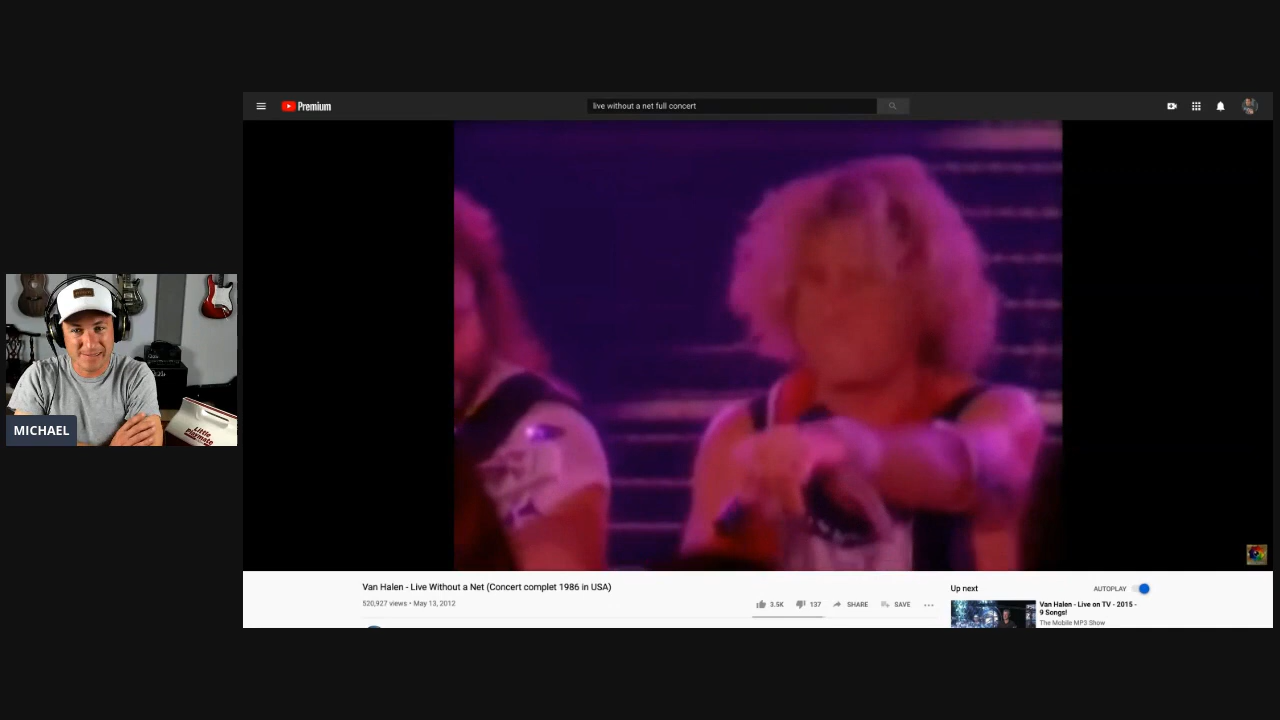 Premium
live without a net full concert
MICHAEL
Little
playmate
Van Halen - Live Without a Net (Concert complet 1986 in USA)
520,927 views • May 13, 2012
3.5K
137
SHARE
SAVE
Up next
AUTOPLAY
Van Halen - Live on TV - 2015 -
9 Songs!
The Mobile MP3 Show